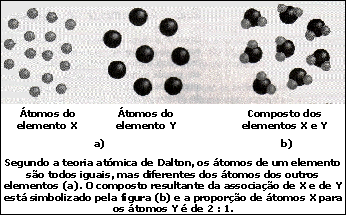 Átomos do elemento X
Átomos do elemento Y
Composto dos elementos X e Y
a)
b)
Segundo a teoria atómica de Dalton, os átomos de um elemento
são todos iguais, mas diferentes dos átomos dos outros
elementos (a). O composto resultante da associação de X e de Y
está simbolizado pela figura (b) e a proporção de átomos X para
os átomos Y é de 2 : 1.